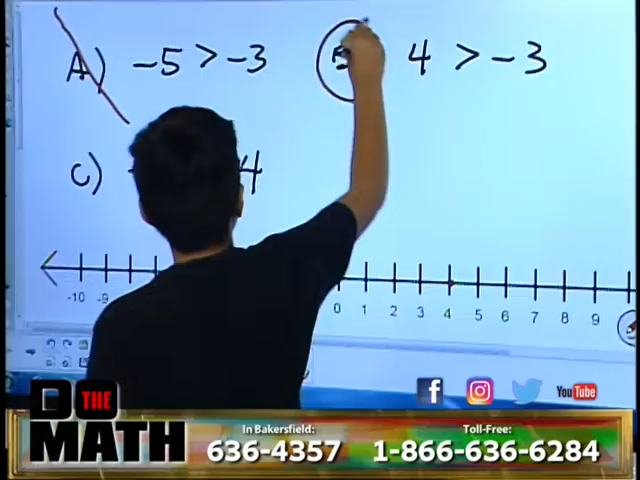 A) -5 > -3
4 > -3
C) 4
-10 -9 0 1 2 3 4 5 6 7 8 9
f YouTube
DO THE MATH
In Bakersfield: Toll-Free:
636-4357 1-866-636-6284